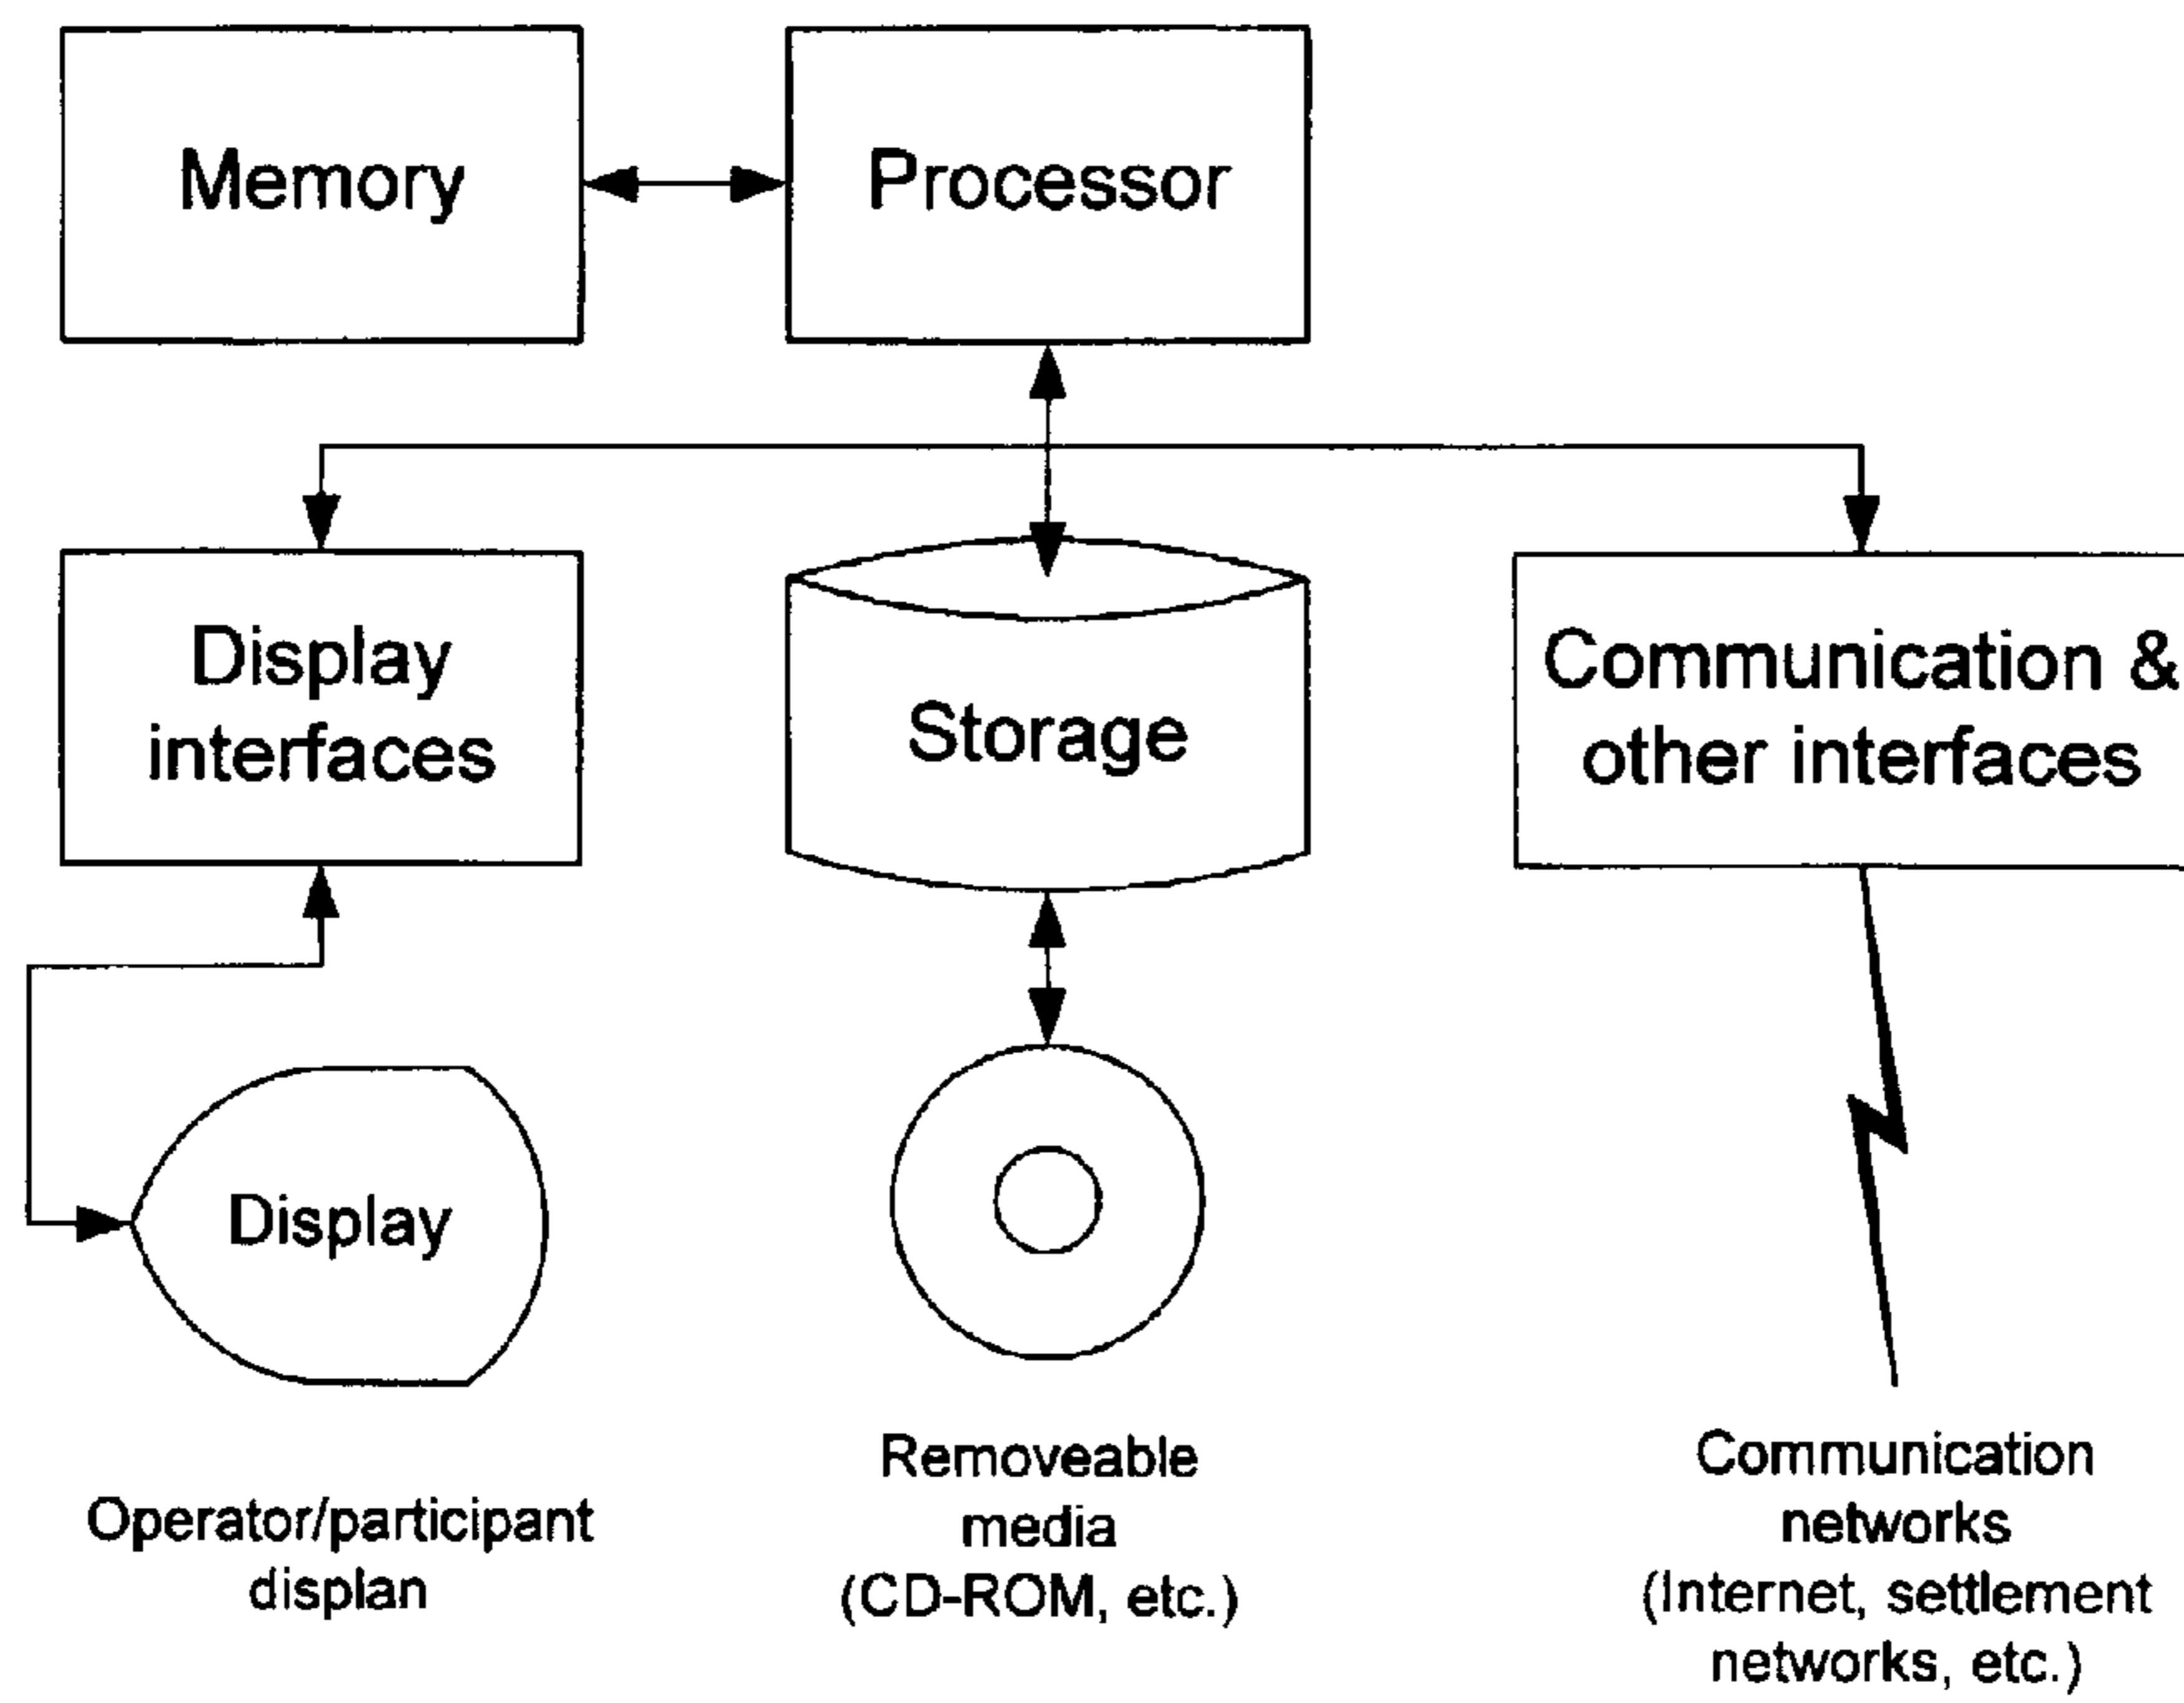 Memory
Processor
Display
interfaces
Storage
Communication &
other interfaces
Display
Operator/participant
displan
Removeable
media
(CD-ROM, etc.)
Communication
networks
(Internet, settlement
networks, etc.)